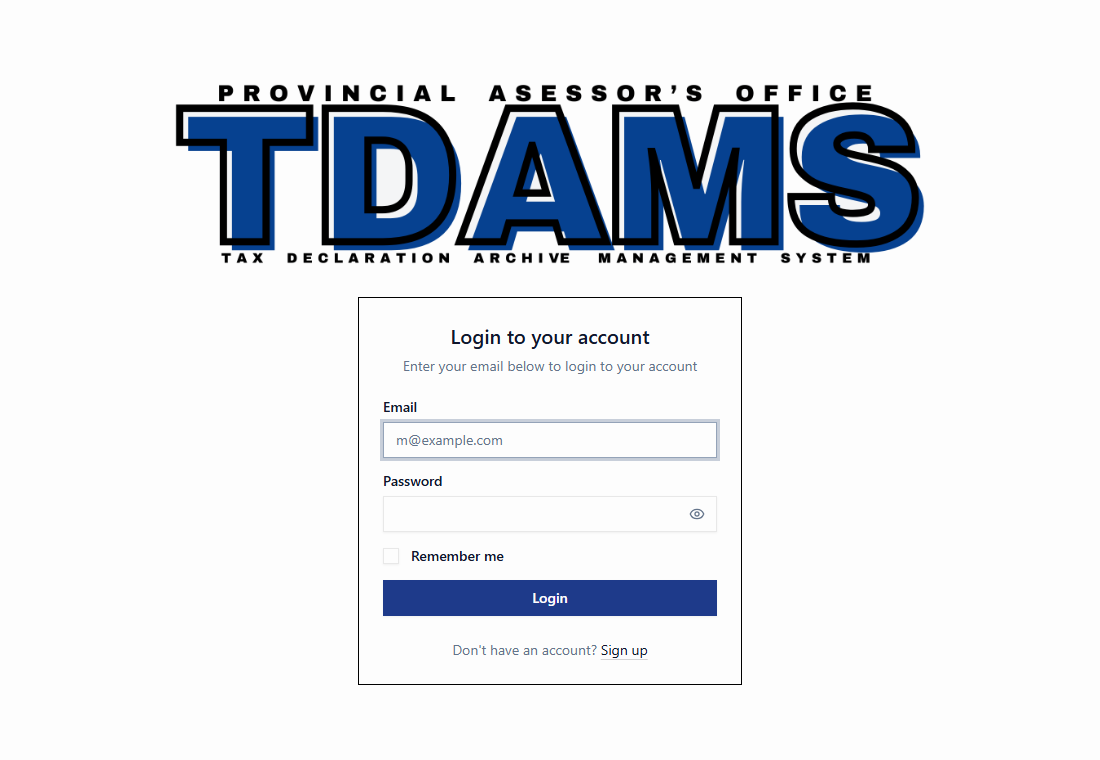 PROVINCIAL ASESSOR'S OFFICE
TDAMS
TAX DECLARATION ARCHIVE MANAGEMENT SYSTEM
Login to your account
Enter your email below to login to your account
Email
m@example.com
Password
Remember me
Login
Don't have an account? Sign up